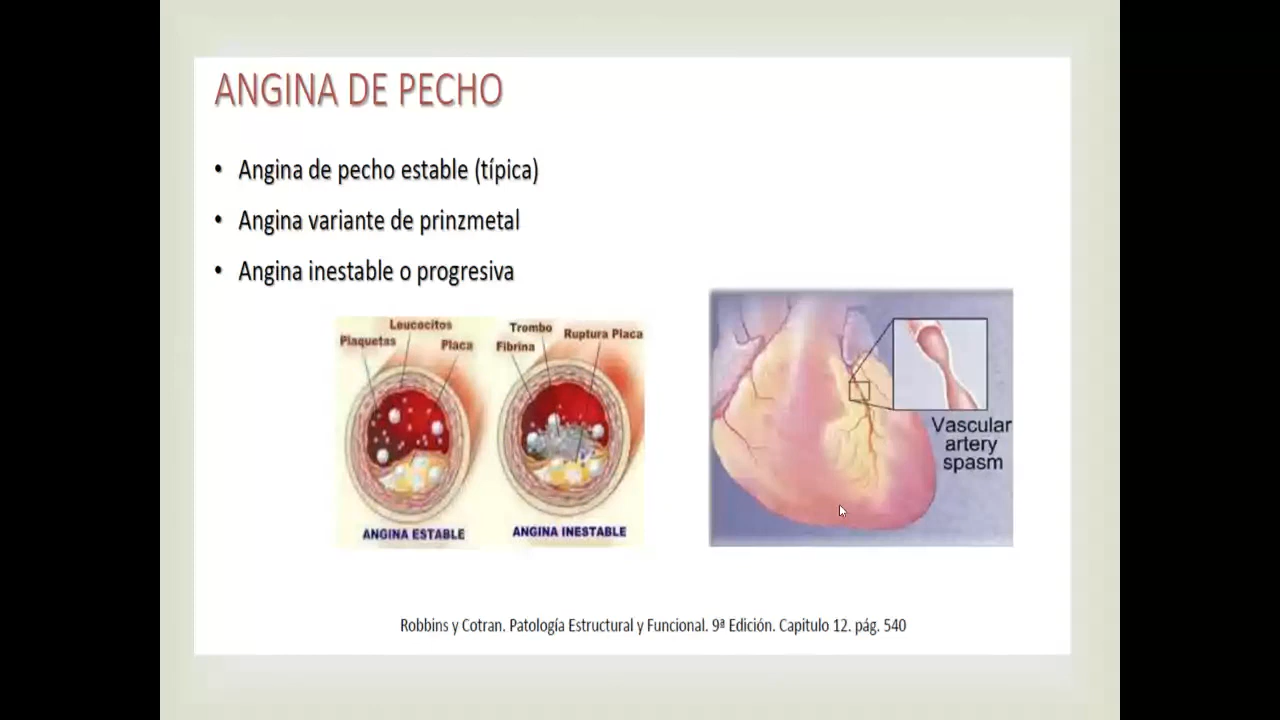 ANGINA DE PECHO
• Angina de pecho estable (típica)
• Angina variante de prinzmetal
• Angina inestable o progresiva
Leucocitos
Plaquetas
Placa
Trombo
Ruptura Placa
Fibrina
ANGINA ESTABLE
ANGINA INESTABLE
Vascular
artery
spasm
Robbins y Cotran. Patología Estructural y Funcional. 9ª Edición. Capitulo 12. pág. 540